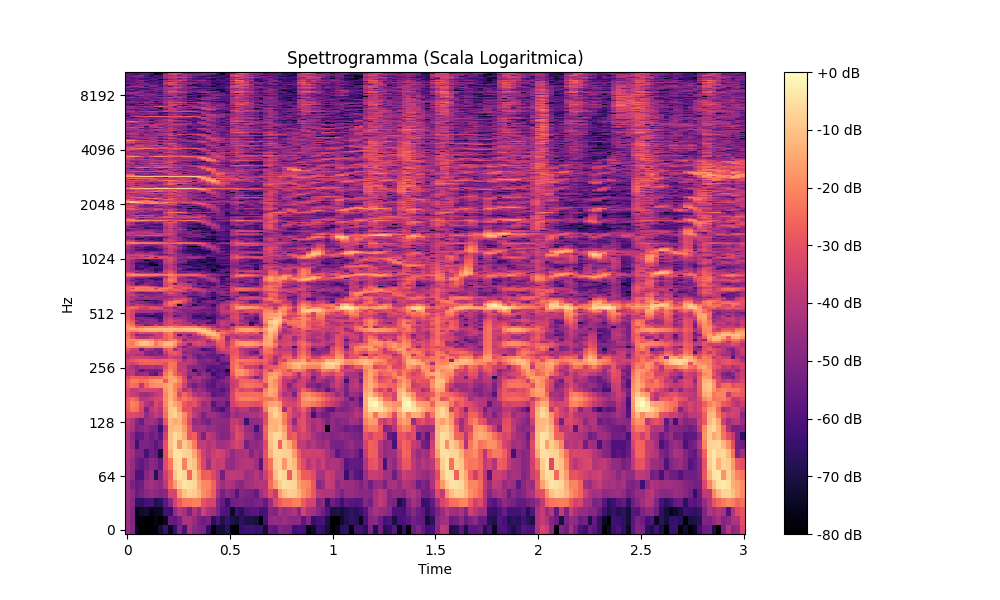 Spettrogramma (Scala Logaritmica)
Hz
8192
4096
2048
1024
512
256
128
64
0
0
0.5
1
1.5
2
2.5
3
Time
+0 dB
-10 dB
-20 dB
-30 dB
-40 dB
-50 dB
-60 dB
-70 dB
-80 dB